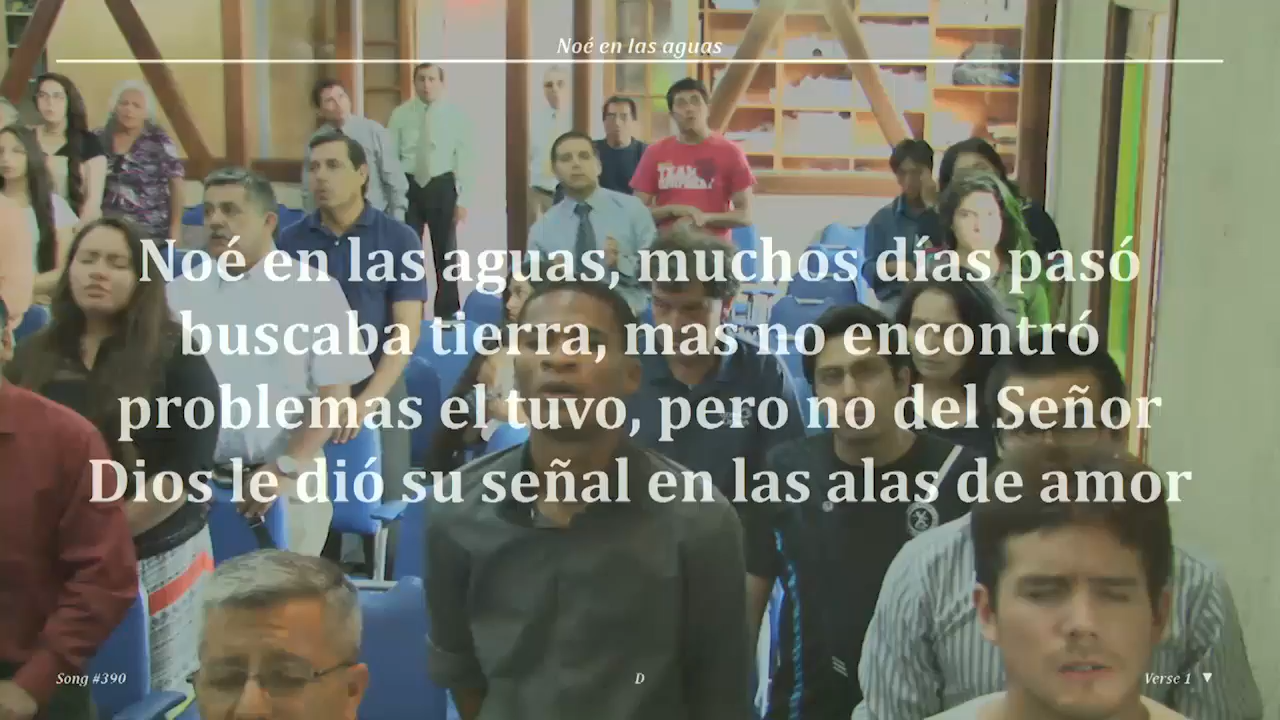 Noé en las aguas
Noé en las aguas, muchos días pasó
buscaba tierra, mas no encontró
problemas el tuvo, pero no del Señor
Dios le dió su señal en las alas de amor
Song #390
D
Verse 1 ▼